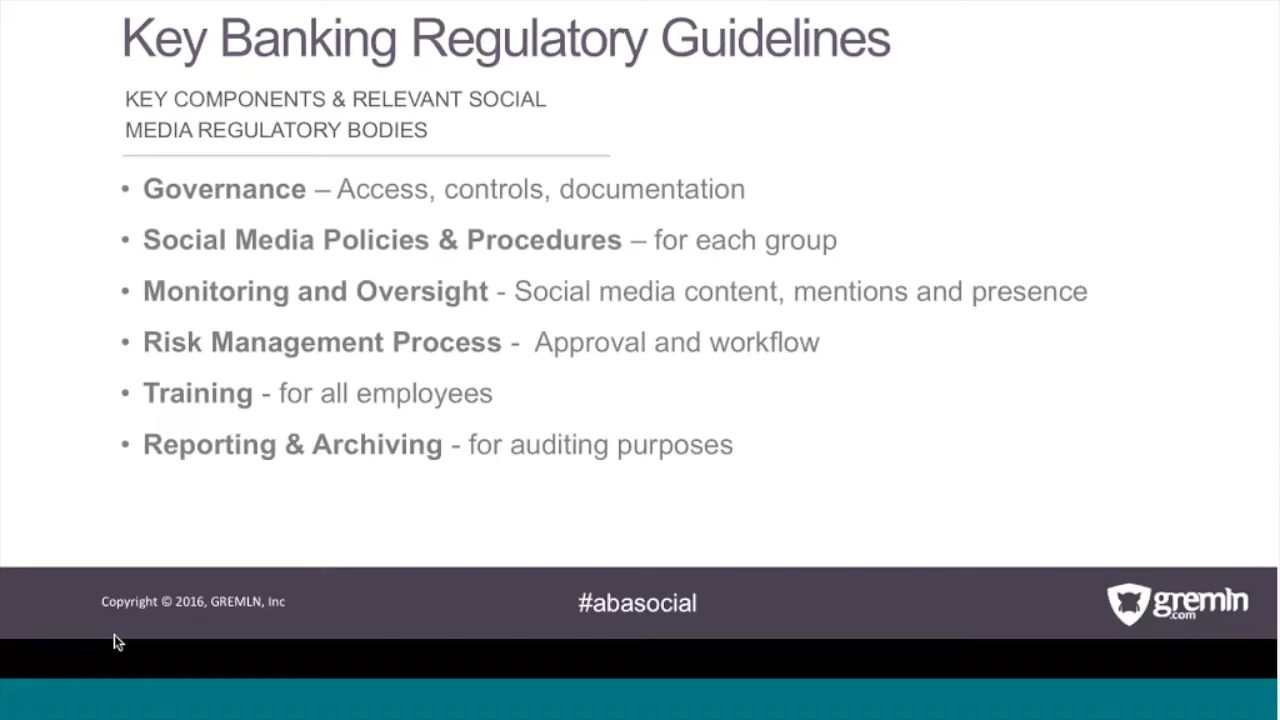 Key Banking Regulatory Guidelines
KEY COMPONENTS & RELEVANT SOCIAL
MEDIA REGULATORY BODIES
• Governance – Access, controls, documentation
• Social Media Policies & Procedures – for each group
• Monitoring and Oversight - Social media content, mentions and presence
• Risk Management Process - Approval and workflow
• Training - for all employees
• Reporting & Archiving - for auditing purposes
Copyright © 2016, GREMLN, Inc
#abasocial
gremln
.com